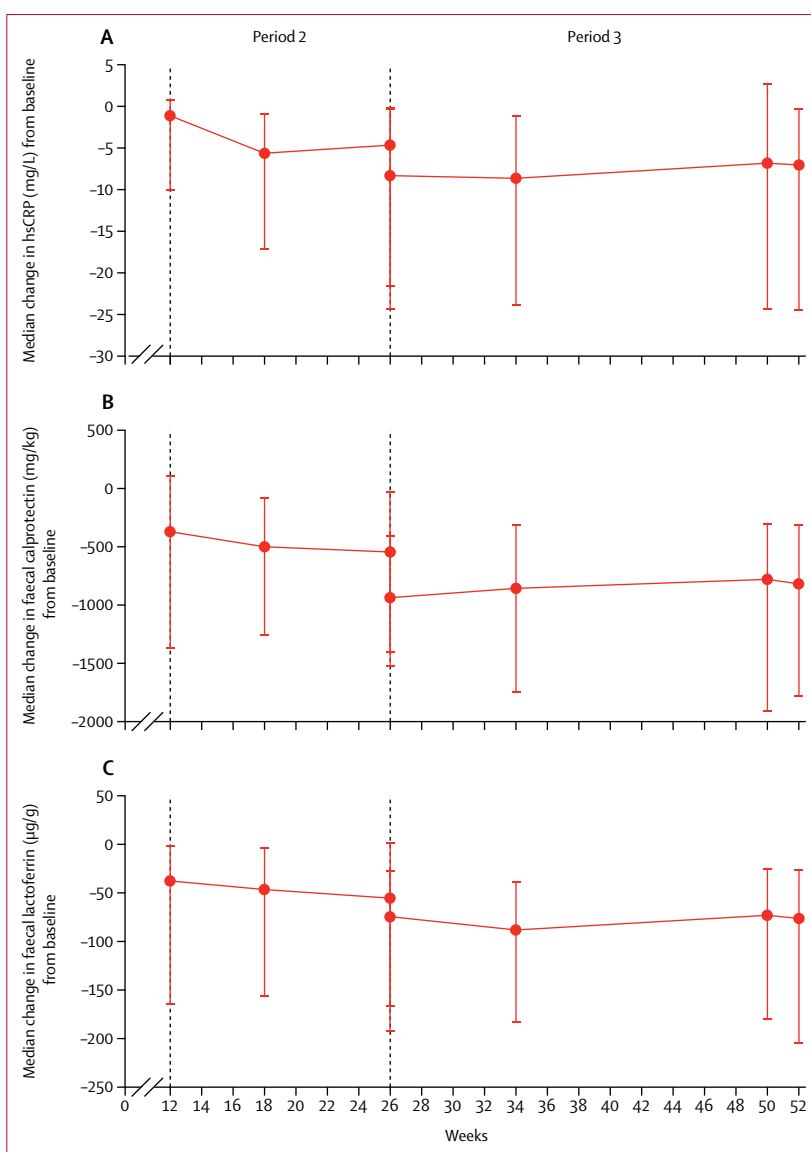 A
Period 2
Period 3
Median change in hsCRP (mg/L) from baseline
5
0
–5
–10
–15
–20
–25
–30
B
Median change in faecal calprotectin (mg/kg)
from baseline
500
0
–500
–1000
–1500
–2000
C
Median change in faecal lactoferrin (µg/g)
from baseline
50
0
–50
–100
–150
–200
–250
0 12 14 16 18 20 22 24 26 28 30 32 34 36 38 40 42 44 46 48 50 52
Weeks